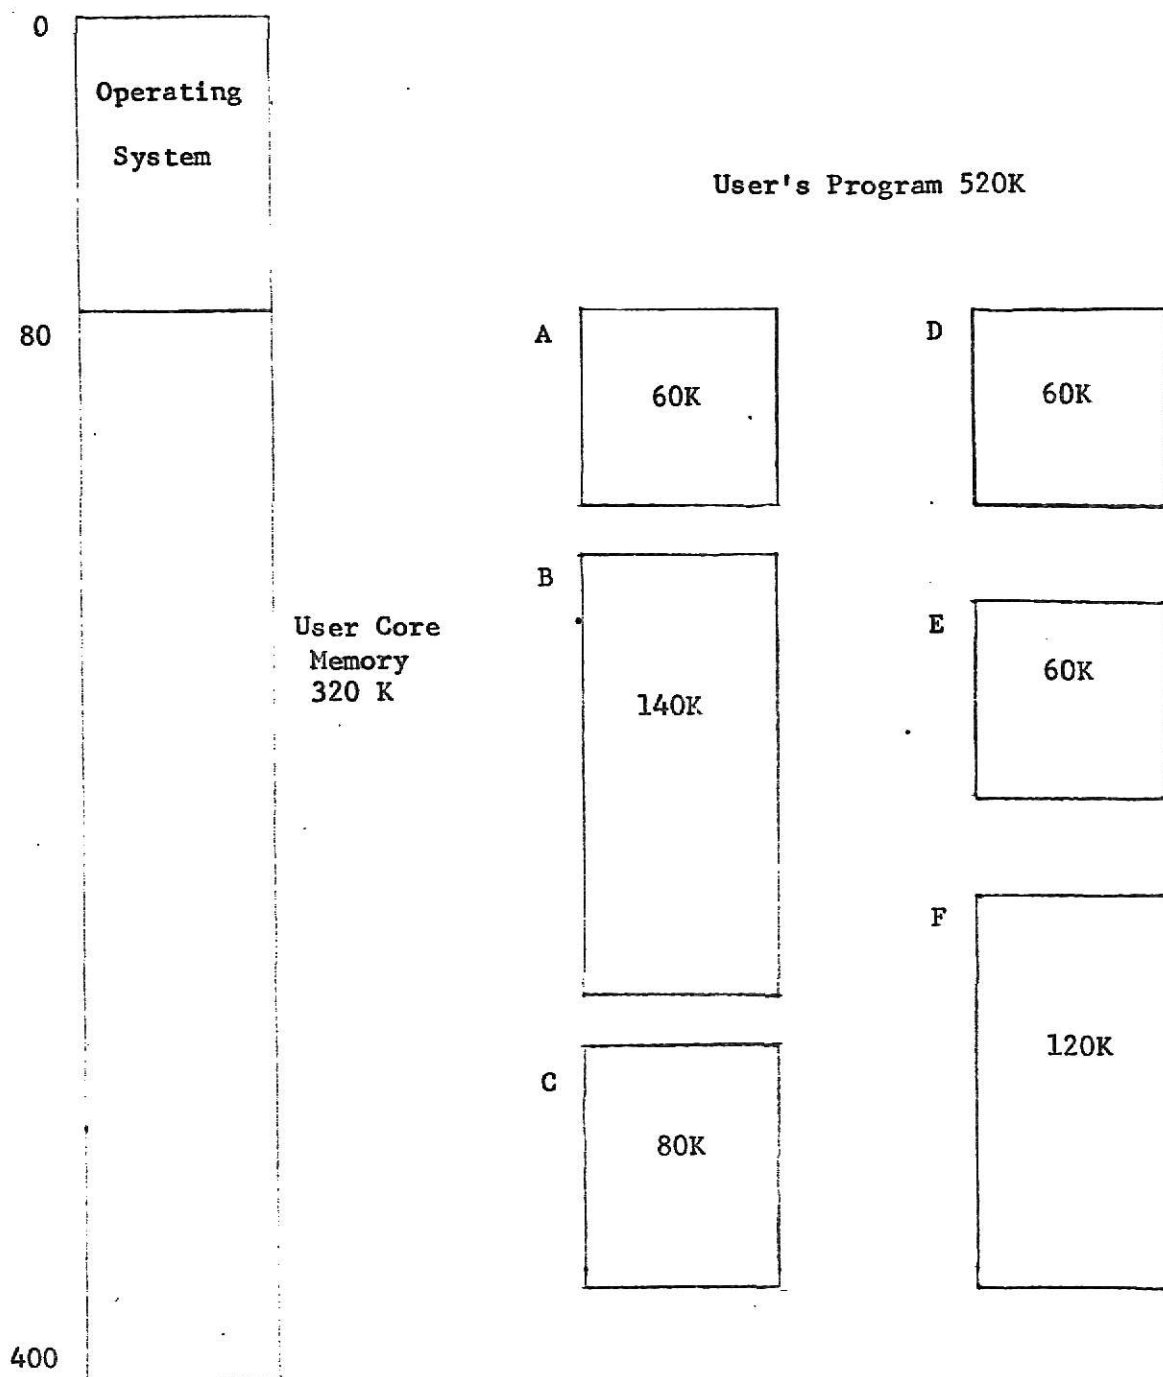 0
Operating
System
User's Program 520K
80
A
60K
D
60K
B
140K
E
60K
User Core
Memory
320 K
C
80K
F
120K
400